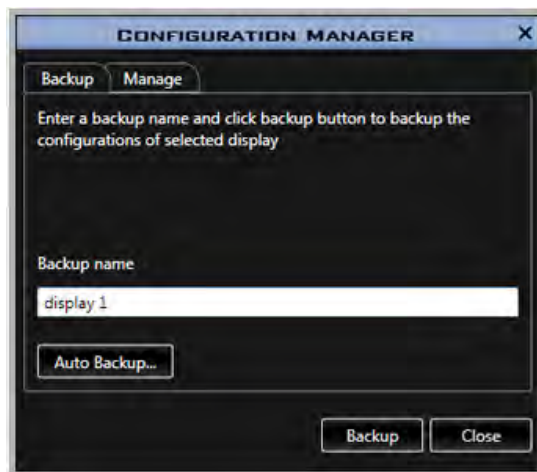 CONFIGURATION MANAGER X
Backup Manage
Enter a backup name and click backup button to backup the
configurations of selected display
Backup name
display 1
Auto Backup...
Backup Close